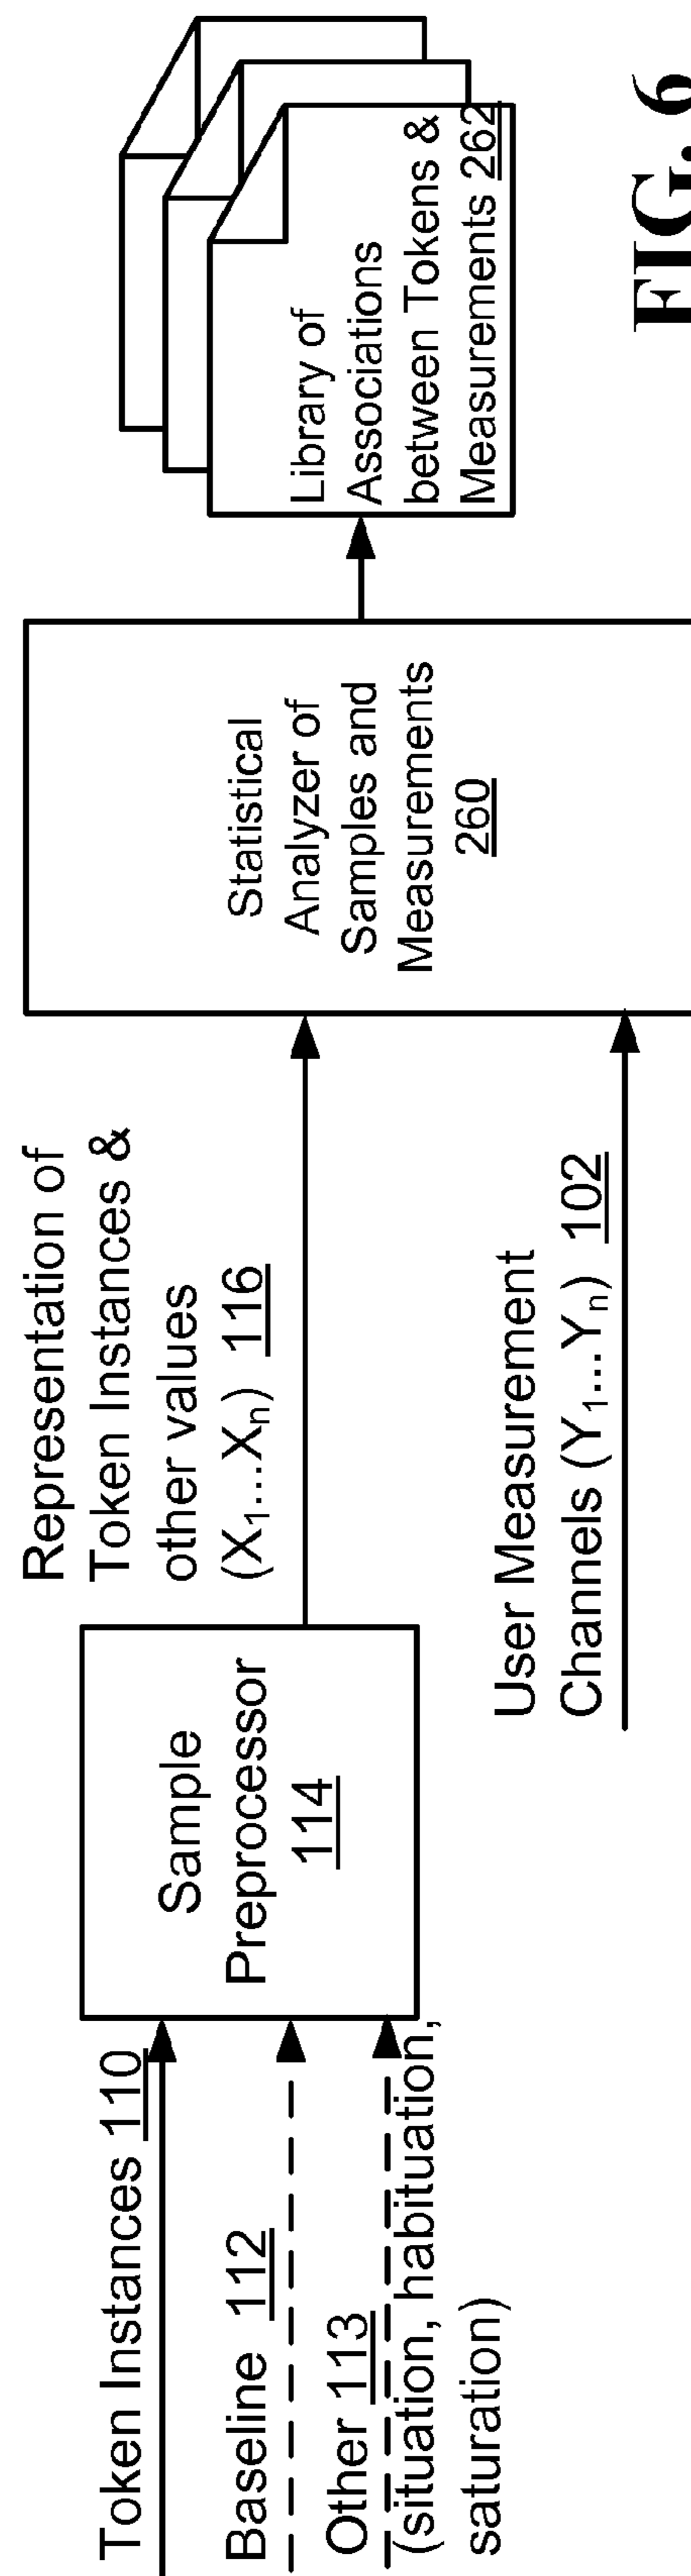 Token Instances 110
Baseline 112
Other 113
(situation, habituation,
saturation)
Sample
Preprocessor
114
Representation of
Token Instances &
other values
(X1...Xn) 116
User Measurement
Channels (Y1...Yn) 102
Statistical
Analyzer of
Samples and
Measurements
260
Library of
Associations
between Tokens &
Measurements 262
FIG. 6